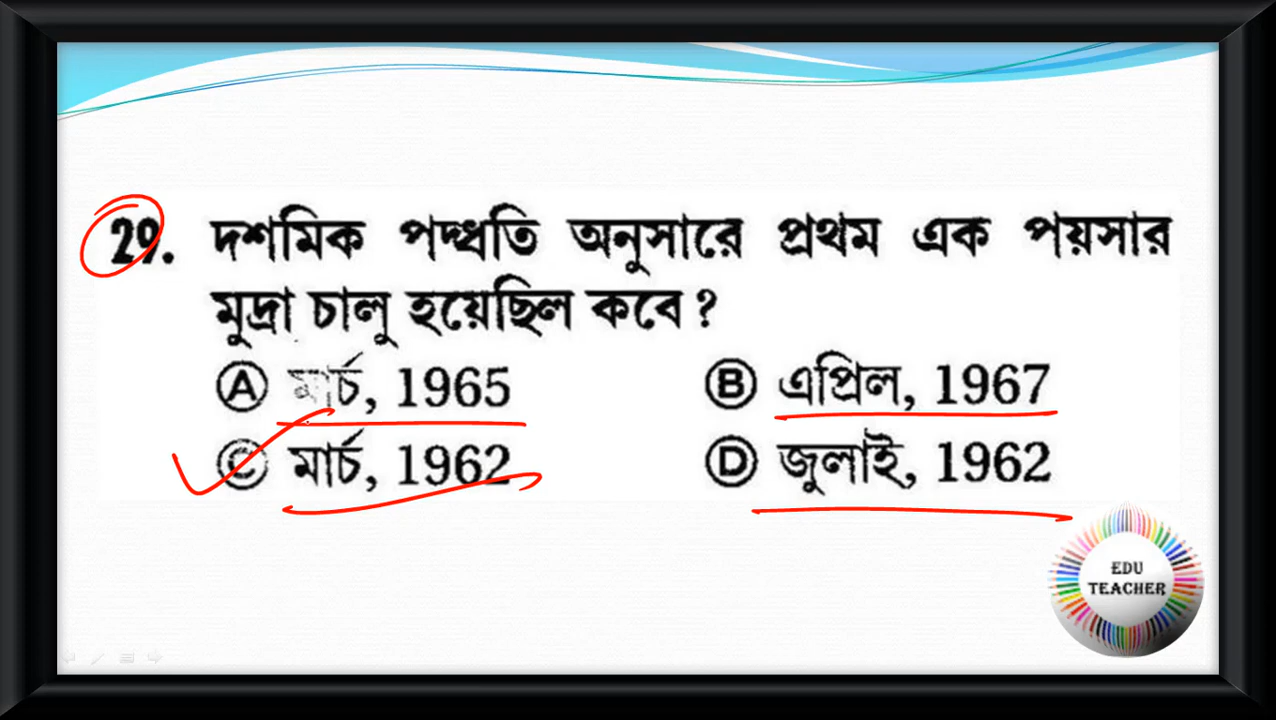 29. দশমিক পদ্ধতি অনুসারে প্রথম এক পয়সার
মুদ্রা চালু হয়েছিল কবে ?
Ⓐ মার্চ, 1965 Ⓑ এপ্রিল, 1967
Ⓒ মার্চ, 1962 Ⓓ জুলাই, 1962
EDU
TEACHER